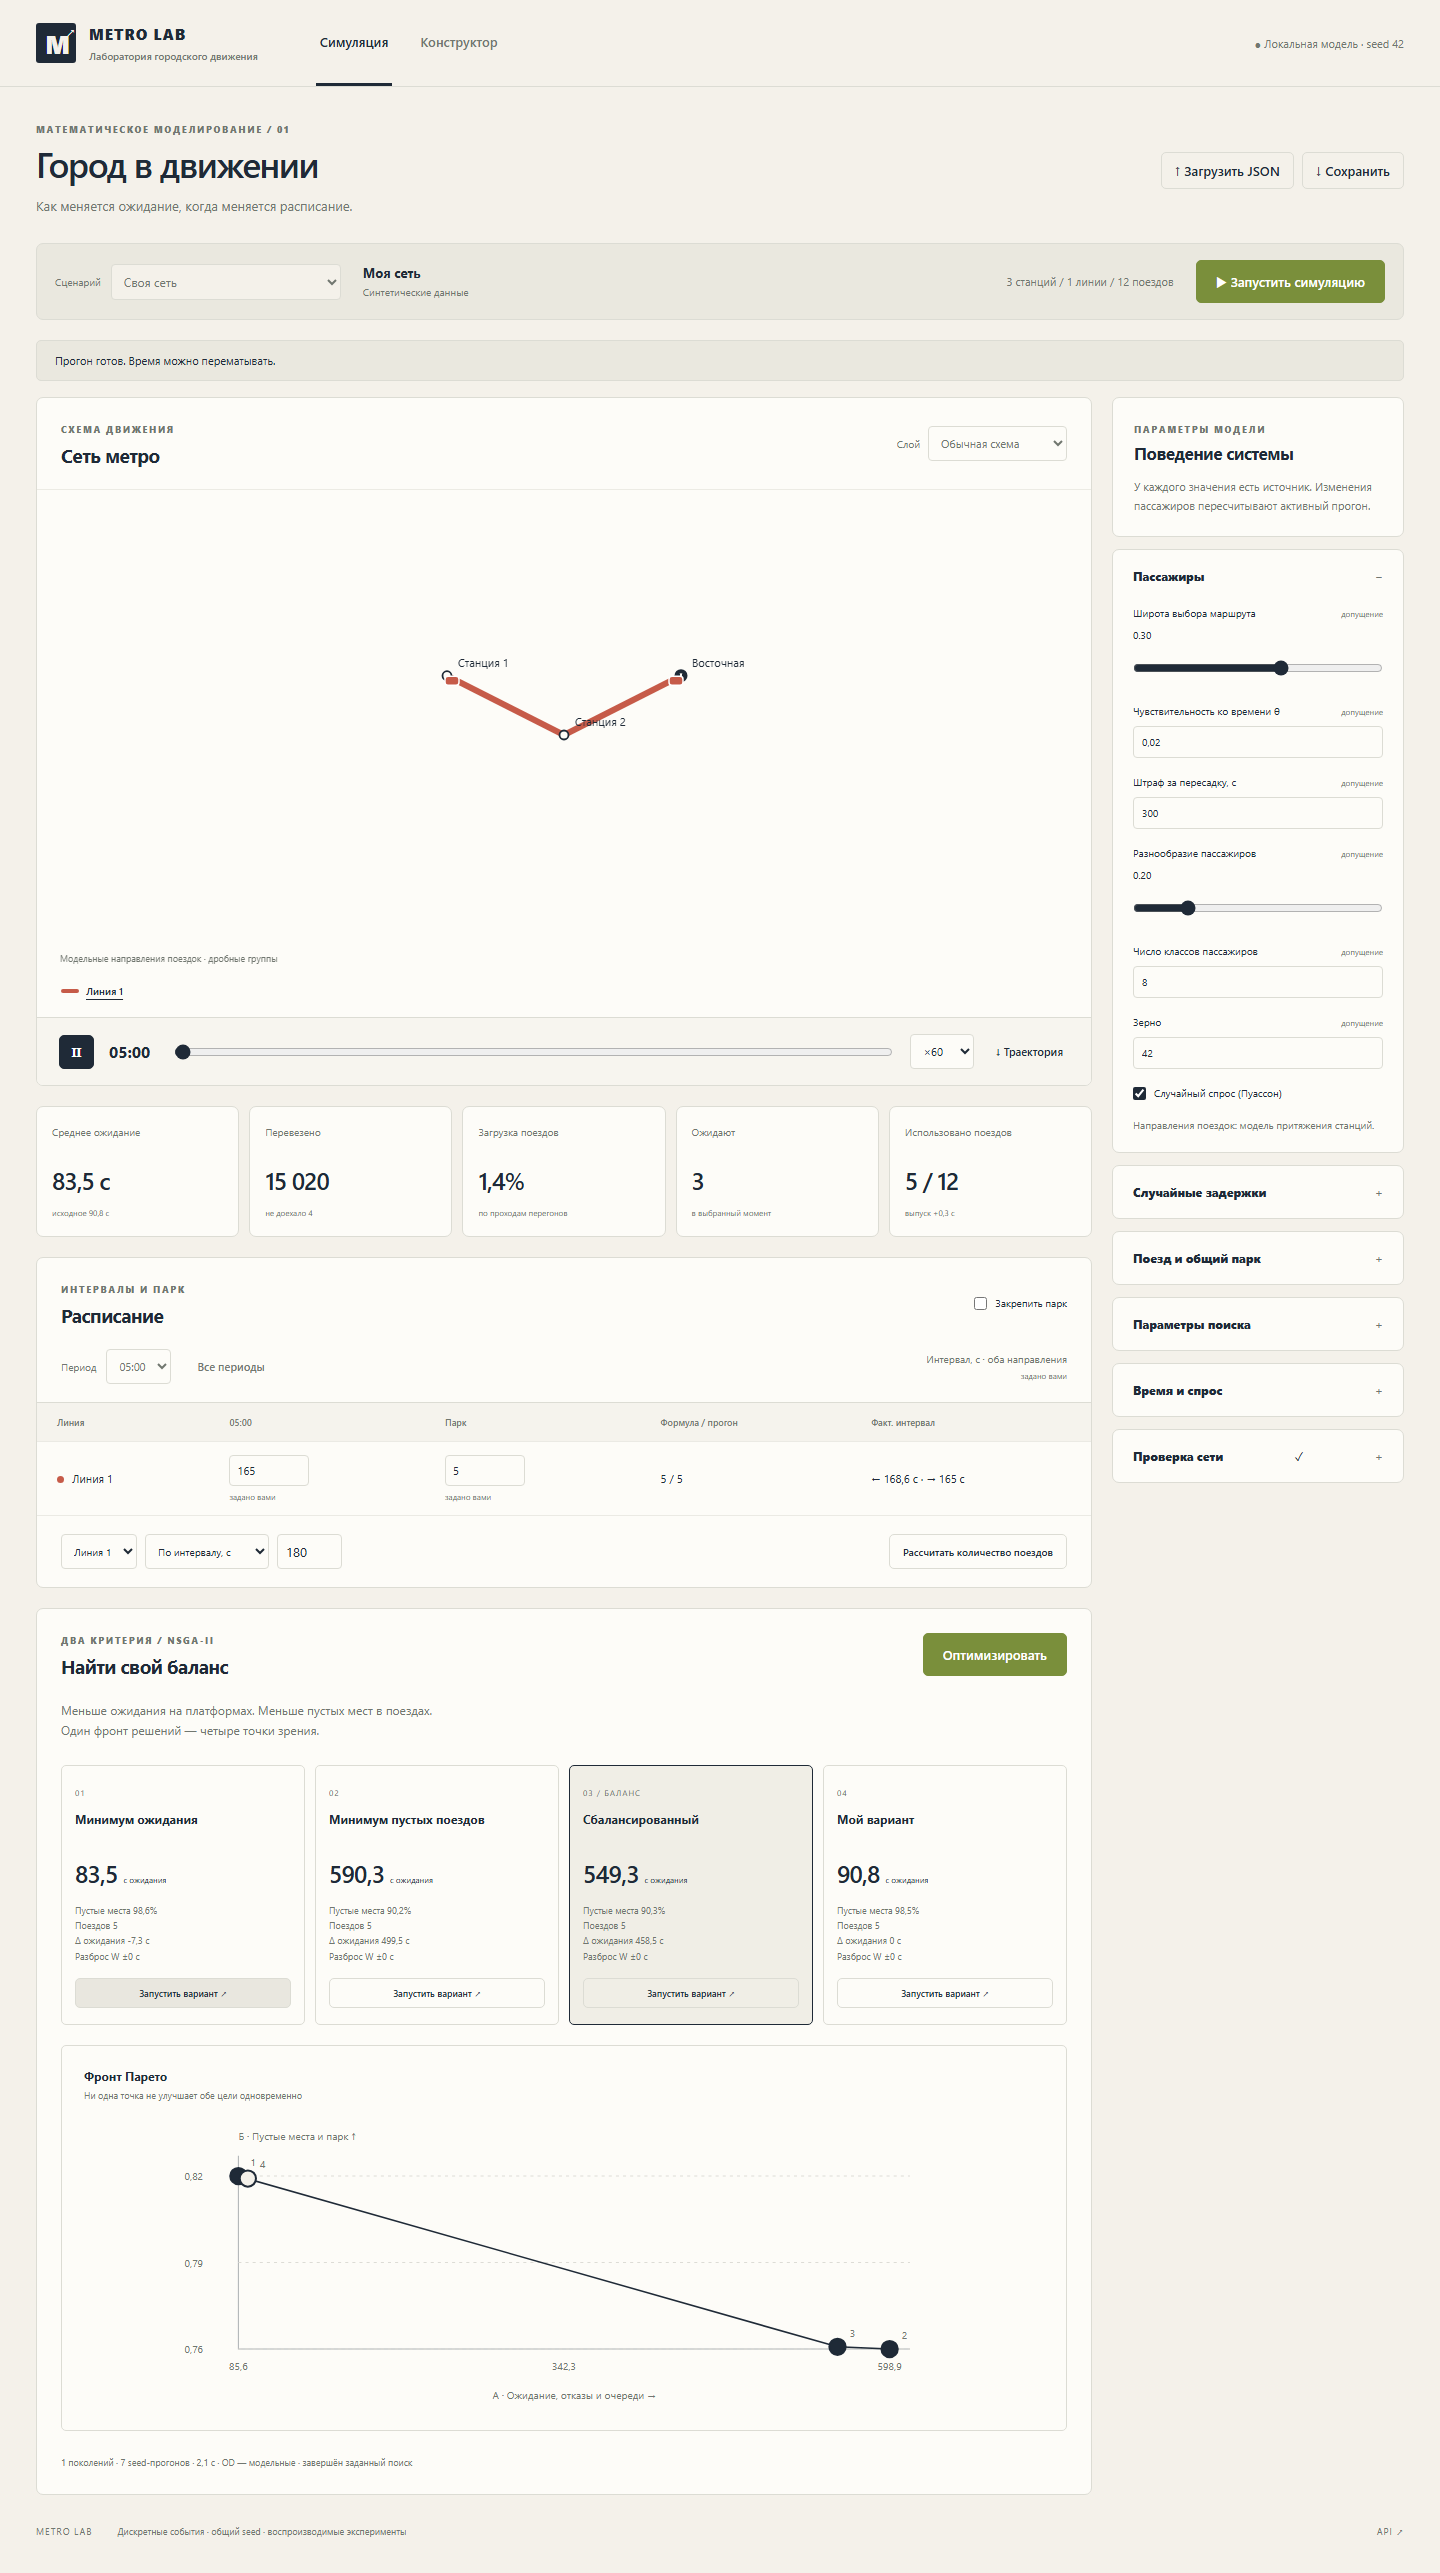 M METRO LAB
Лаборатория городского движения
Симуляция
Конструктор
● Локальная модель · seed 42
МАТЕМАТИЧЕСКОЕ МОДЕЛИРОВАНИЕ / 01
Город в движении
Как меняется ожидание, когда меняется расписание.
↑ Загрузить JSON
↓ Сохранить
Сценарий
Своя сеть
Моя сеть
Синтетические данные
3 станций / 1 линии / 12 поездов
▶ Запустить симуляцию
Прогон готов. Время можно перематывать.
СХЕМА ДВИЖЕНИЯ
Сеть метро
Слой
Обычная схема
Станция 1
Восточная
Станция 2
Модельные направления поездок · дробные группы
Линия 1
05:00
×60
↓ Траектория
Среднее ожидание
83,5 с
исходное 90,8 с
Перевезено
15 020
не доехало 4
Загрузка поездов
1,4%
по проходам перегонов
Ожидают
3
в выбранный момент
Использовано поездов
5 / 12
выпуск +0,3 с
ИНТЕРВАЛЫ И ПАРК
Расписание
Закрепить парк
Период
05:00
Все периоды
Интервал, с · оба направления
задано вами
Линия
05:00
Парк
Формула / прогон
Факт. интервал
Линия 1
165
задано вами
5
задано вами
5 / 5
← 168,6 с · → 165 с
Линия 1
По интервалу, с
180
Рассчитать количество поездов
ДВА КРИТЕРИЯ / NSGA-II
Найти свой баланс
Оптимизировать
Меньше ожидания на платформах. Меньше пустых мест в поездах.
Один фронт решений — четыре точки зрения.
01
Минимум ожидания
83,5 с ожидания
Пустые места 98,6%
Поездов 5
Δ ожидания -7,3 с
Разброс W ±0 с
Запустить вариант ↗
02
Минимум пустых поездов
590,3 с ожидания
Пустые места 90,2%
Поездов 5
Δ ожидания 499,5 с
Разброс W ±0 с
Запустить вариант ↗
03 / БАЛАНС
Сбалансированный
549,3 с ожидания
Пустые места 90,3%
Поездов 5
Δ ожидания 458,5 с
Разброс W ±0 с
Запустить вариант ↗
04
Мой вариант
90,8 с ожидания
Пустые места 98,5%
Поездов 5
Δ ожидания 0 с
Разброс W ±0 с
Запустить вариант ↗
Фронт Парето
Ни одна точка не улучшает обе цели одновременно
Б · Пустые места и парк ↑
1 4
0,82
0,79
3
2
0,76
85,6
342,3
598,9
А · Ожидание, отказы и очереди →
1 поколений · 7 seed-прогонов · 2,1 с · OD — модельные · завершён заданный поиск
ПАРАМЕТРЫ МОДЕЛИ
Поведение системы
У каждого значения есть источник. Изменения
пассажиров пересчитывают активный прогон.
Пассажиры
−
Широта выбора маршрута
допущение
0.30
Чувствительность ко времени θ
допущение
0,02
Штраф за пересадку, с
допущение
300
Разнообразие пассажиров
допущение
0.20
Число классов пассажиров
допущение
8
Зерно
допущение
42
Случайный спрос (Пуассон)
Направления поездок: модель притяжения станций.
Случайные задержки
+
Поезд и общий парк
+
Параметры поиска
+
Время и спрос
+
Проверка сети
✓
+
METRO LAB
Дискретные события · общий seed · воспроизводимые эксперименты
API ↗